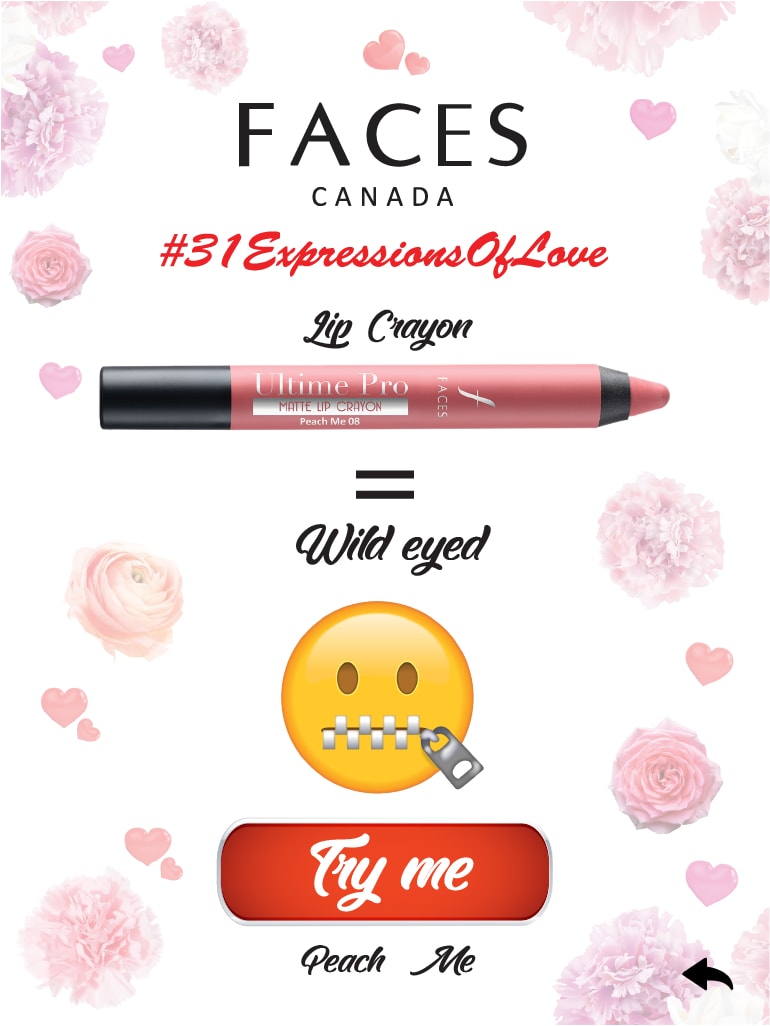 FACES
CANADA
#31ExpressionsOfLove
Lip Crayon
Ultime Pro
MATTE LIP CRAYON
Peach Me 08
FACES
=
Wild eyed
Try me
Peach Me